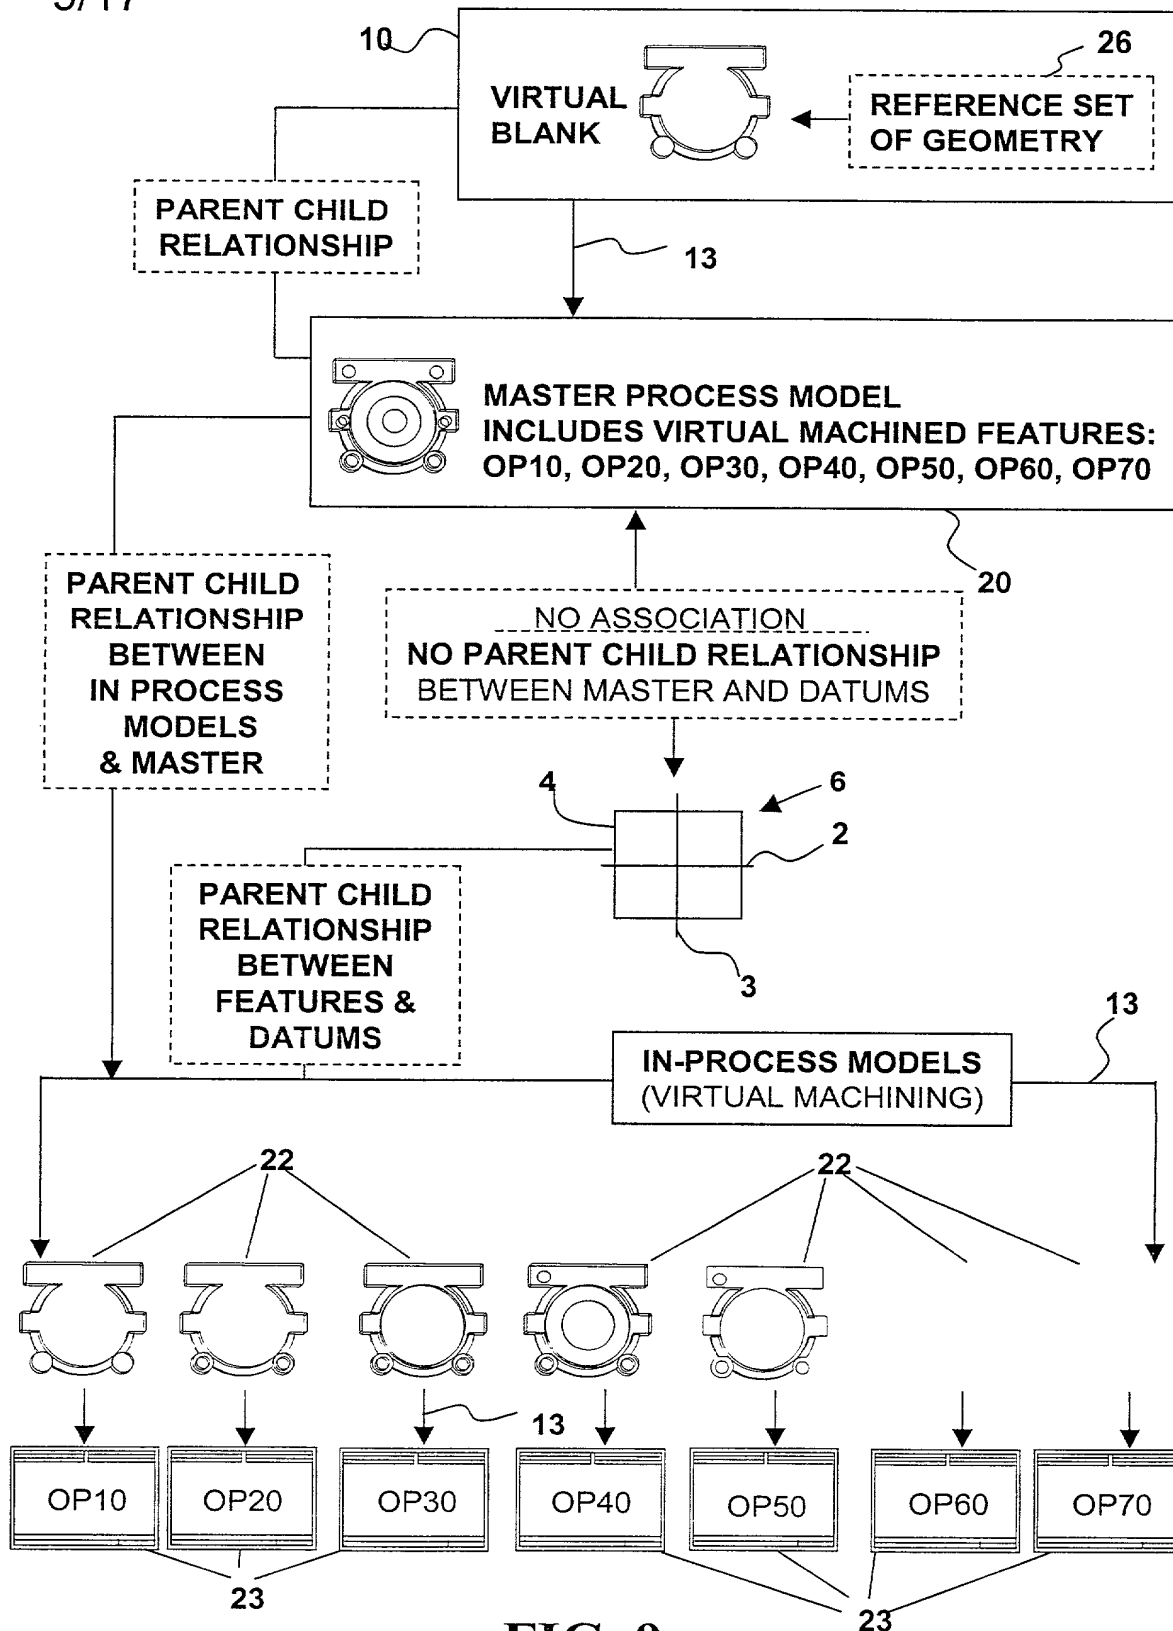 10
26
VIRTUAL
BLANK
REFERENCE SET
OF GEOMETRY
PARENT CHILD
RELATIONSHIP
13
MASTER PROCESS MODEL
INCLUDES VIRTUAL MACHINED FEATURES:
OP10, OP20, OP30, OP40, OP50, OP60, OP70
20
PARENT CHILD
RELATIONSHIP
BETWEEN
IN PROCESS
MODELS
& MASTER
NO ASSOCIATION
NO PARENT CHILD RELATIONSHIP
BETWEEN MASTER AND DATUMS
4
6
2
3
PARENT CHILD
RELATIONSHIP
BETWEEN
FEATURES &
DATUMS
IN-PROCESS MODELS
(VIRTUAL MACHINING)
13
22
22
13
OP10
OP20
OP30
OP40
OP50
OP60
OP70
23
23